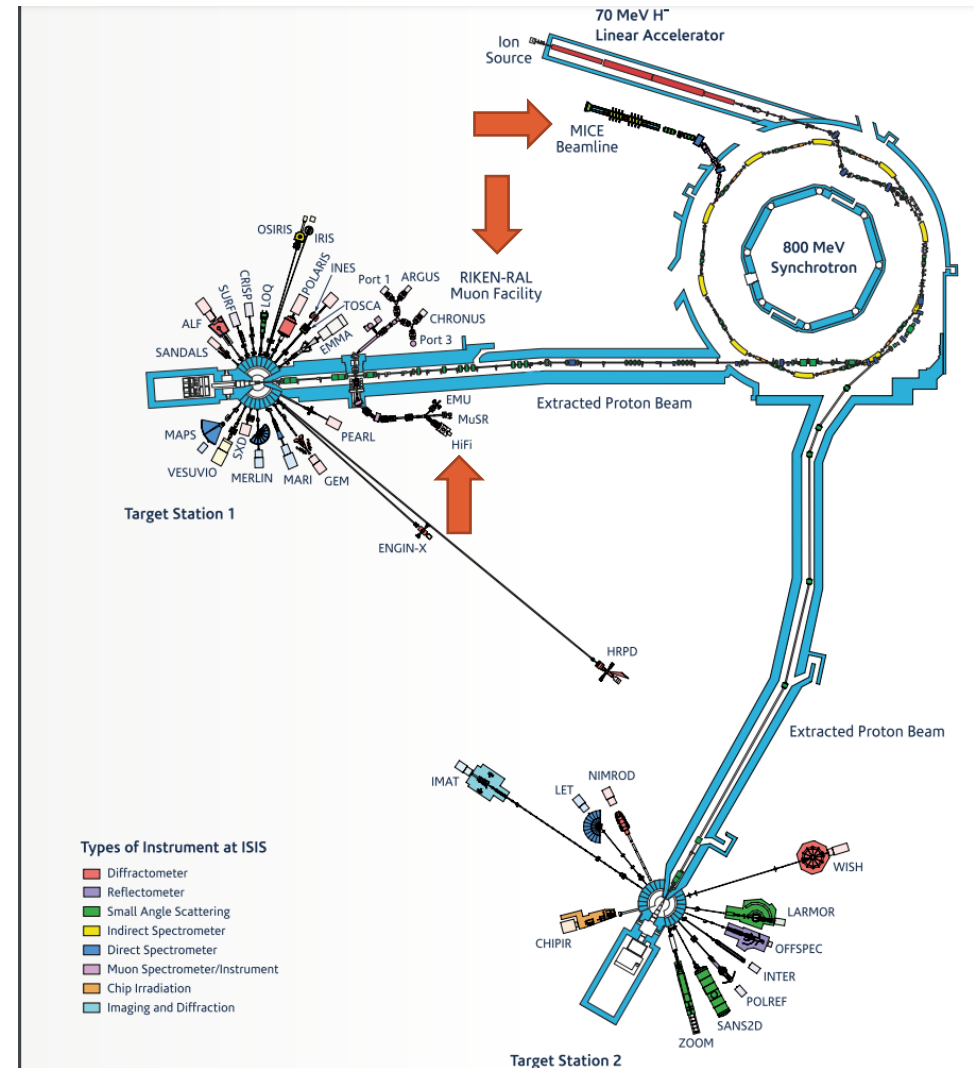 70 MeV H⁻
Linear Accelerator
Ion
Source
MICE
Beamline
800 MeV
Synchrotron
RIKEN-RAL
Muon Facility
OSIRIS
IRIS
POLARIS
INES
TOSCA
Port 1
ARGUS
CHRONUS
Port 3
LOQ
CRISP
SURF
ALF
SANDALS
EMMA
Extracted Proton Beam
EMU
MuSR
HiFi
PEARL
MAPS
SXD
VESUVIO
MERLIN
MARI
GEM
Target Station 1
ENGIN-X
HRPD
Extracted Proton Beam
IMAT
LET
NIMROD
WISH
LARMOR
OFFSPEC
INTER
POLREF
SANS2D
ZOOM
CHIPIR
Types of Instrument at ISIS
Diffractometer
Reflectometer
Small Angle Scattering
Indirect Spectrometer
Direct Spectrometer
Muon Spectrometer/Instrument
Chip Irradiation
Imaging and Diffraction
Target Station 2